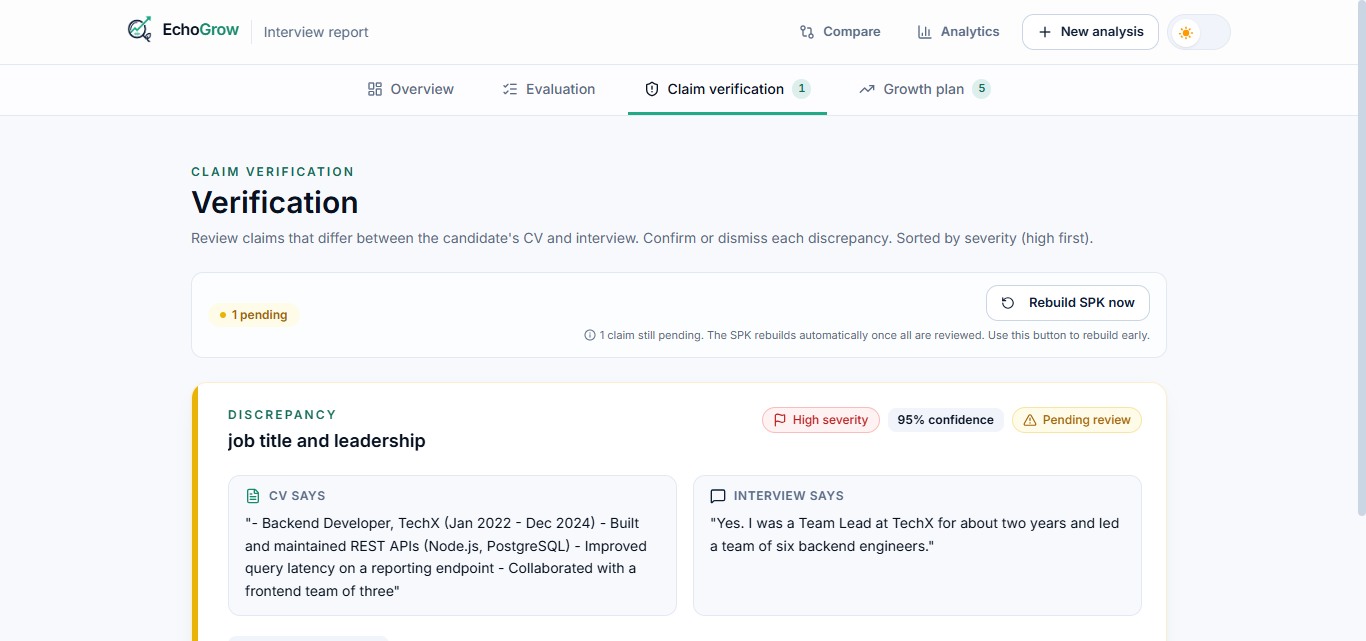 EchoGrow
Interview report
Compare
Analytics
New analysis
Overview
Evaluation
Claim verification 1
Growth plan 5
CLAIM VERIFICATION
Verification
Review claims that differ between the candidate's CV and interview. Confirm or dismiss each discrepancy. Sorted by severity (high first).
1 pending
Rebuild SPK now
1 claim still pending. The SPK rebuilds automatically once all are reviewed. Use this button to rebuild early.
DISCREPANCY
job title and leadership
High severity
95% confidence
Pending review
CV SAYS
"- Backend Developer, TechX (Jan 2022 - Dec 2024) - Built
and maintained REST APIs (Node.js, PostgreSQL) - Improved
query latency on a reporting endpoint - Collaborated with a
frontend team of three"
INTERVIEW SAYS
"Yes. I was a Team Lead at TechX for about two years and led
a team of six backend engineers."